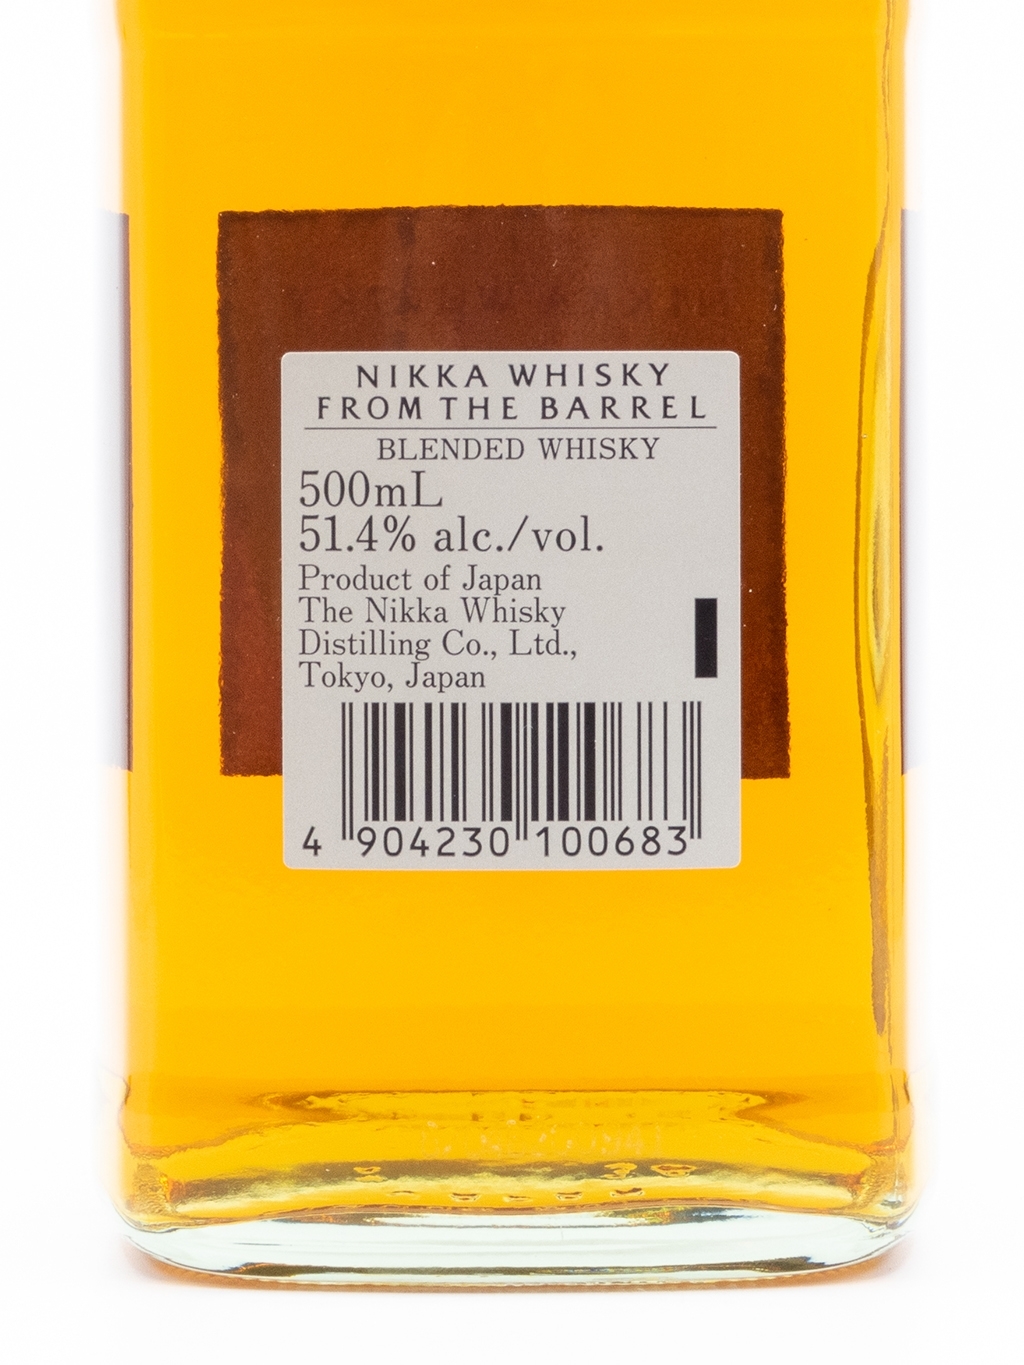 NIKKA WHISKY
FROM THE BARREL
BLENDED WHISKY
500mL
51.4% alc./vol.
Product of Japan
The Nikka Whisky
Distilling Co., Ltd.,
Tokyo, Japan
4 904230 100683